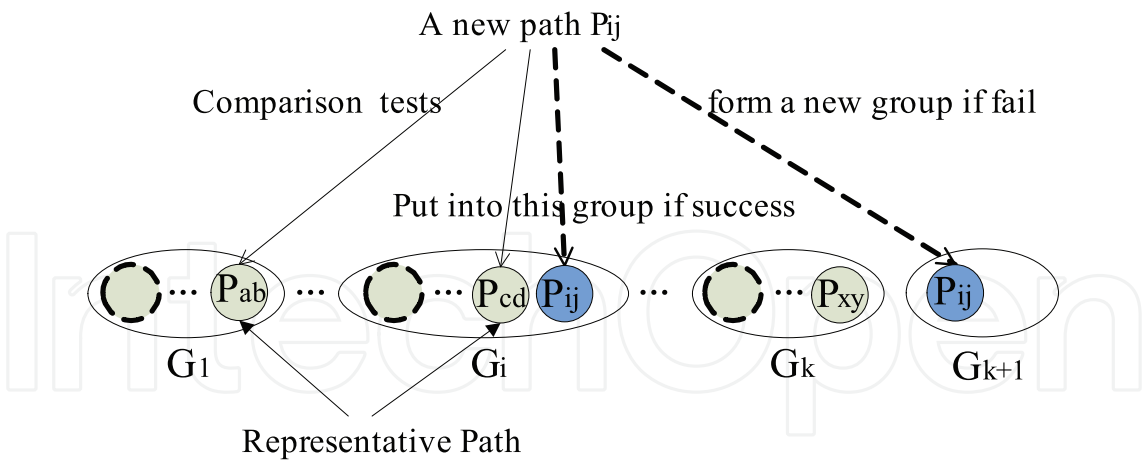 A new path Pij
Comparison tests
form a new group if fail
Put into this group if success
... Pab ... ... Pcd Pij ... ... Pxy Pij
G1 Gi Gk Gk+1
Representative Path
IntechOpen